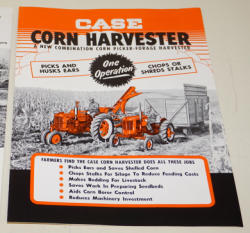 CASE
CORN HARVESTER
A NEW COMBINATION CORN PICKER-FORAGE HARVESTER
PICKS AND
HUSKS EARS
One
Operation
CHOPS OR
SHREDS STALKS
FARMERS FIND THE CASE CORN HARVESTER DOES ALL THESE JOBS
• Picks Ears and Saves Shelled Corn
• Chops Stalks For Silage To Reduce Feeding Costs
• Makes Bedding For Livestock
• Saves Work In Preparing Seedbeds
• Aids Corn Borer Control
• Reduces Machinery Investment